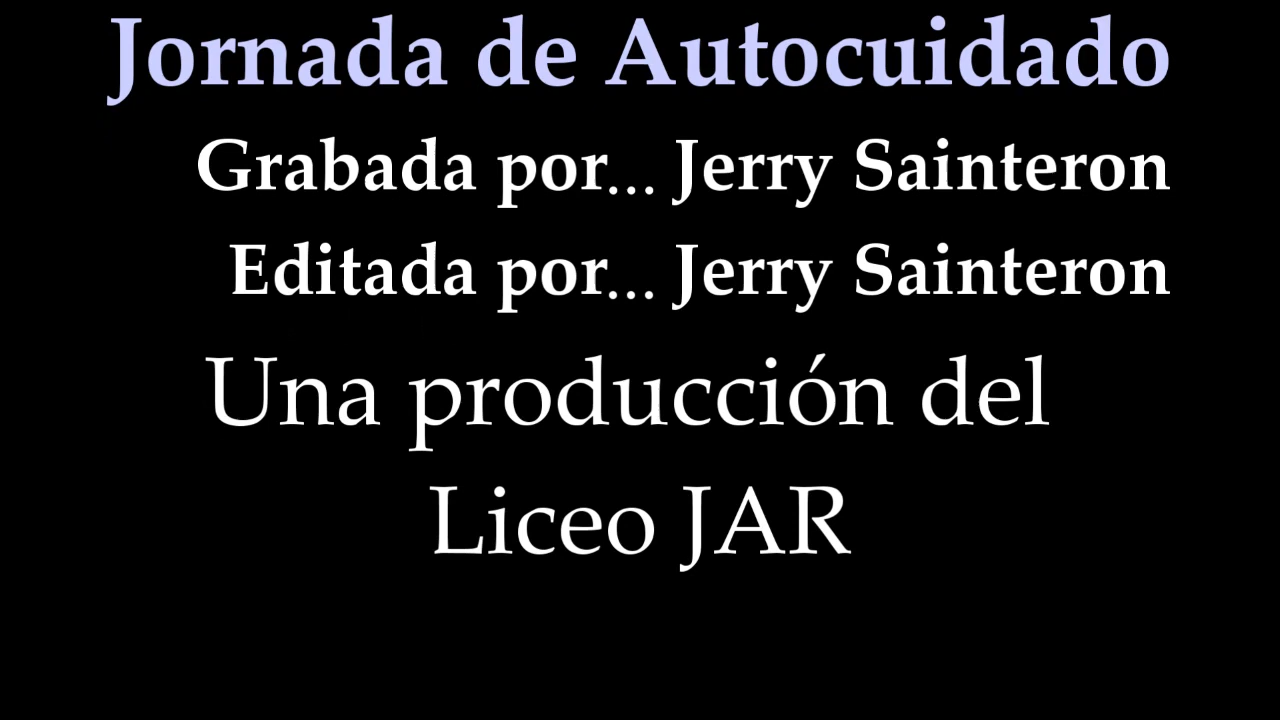 Jornada de Autocuidado
Grabada por... Jerry Sainteron
Editada por... Jerry Sainteron
Una producción del
Liceo JAR